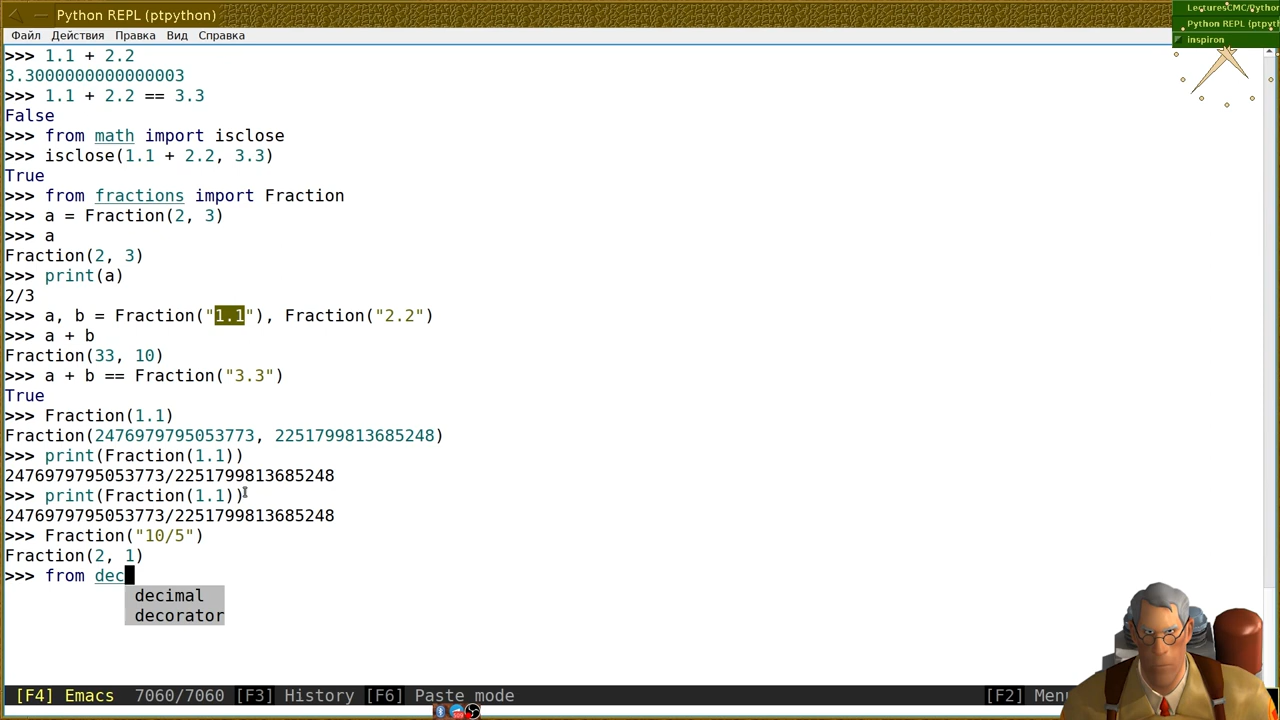 Python REPL (ptpython)
LecturesCMC/Python
Python REPL (ptpyth
inspiron
Файл Действия Правка Вид Справка
>>> 1.1 + 2.2
3.3000000000000003
>>> 1.1 + 2.2 == 3.3
False
>>> from math import isclose
>>> isclose(1.1 + 2.2, 3.3)
True
>>> from fractions import Fraction
>>> a = Fraction(2, 3)
>>> a
Fraction(2, 3)
>>> print(a)
2/3
>>> a, b = Fraction("1.1"), Fraction("2.2")
>>> a + b
Fraction(33, 10)
>>> a + b == Fraction("3.3")
True
>>> Fraction(1.1)
Fraction(2476979795053773, 2251799813685248)
>>> print(Fraction(1.1))
2476979795053773/2251799813685248
>>> print(Fraction(1.1))
2476979795053773/2251799813685248
>>> Fraction("10/5")
Fraction(2, 1)
>>> from dec
decimal
decorator
[F4] Emacs 7060/7060 [F3] History [F6] Paste mode [F2] Menu